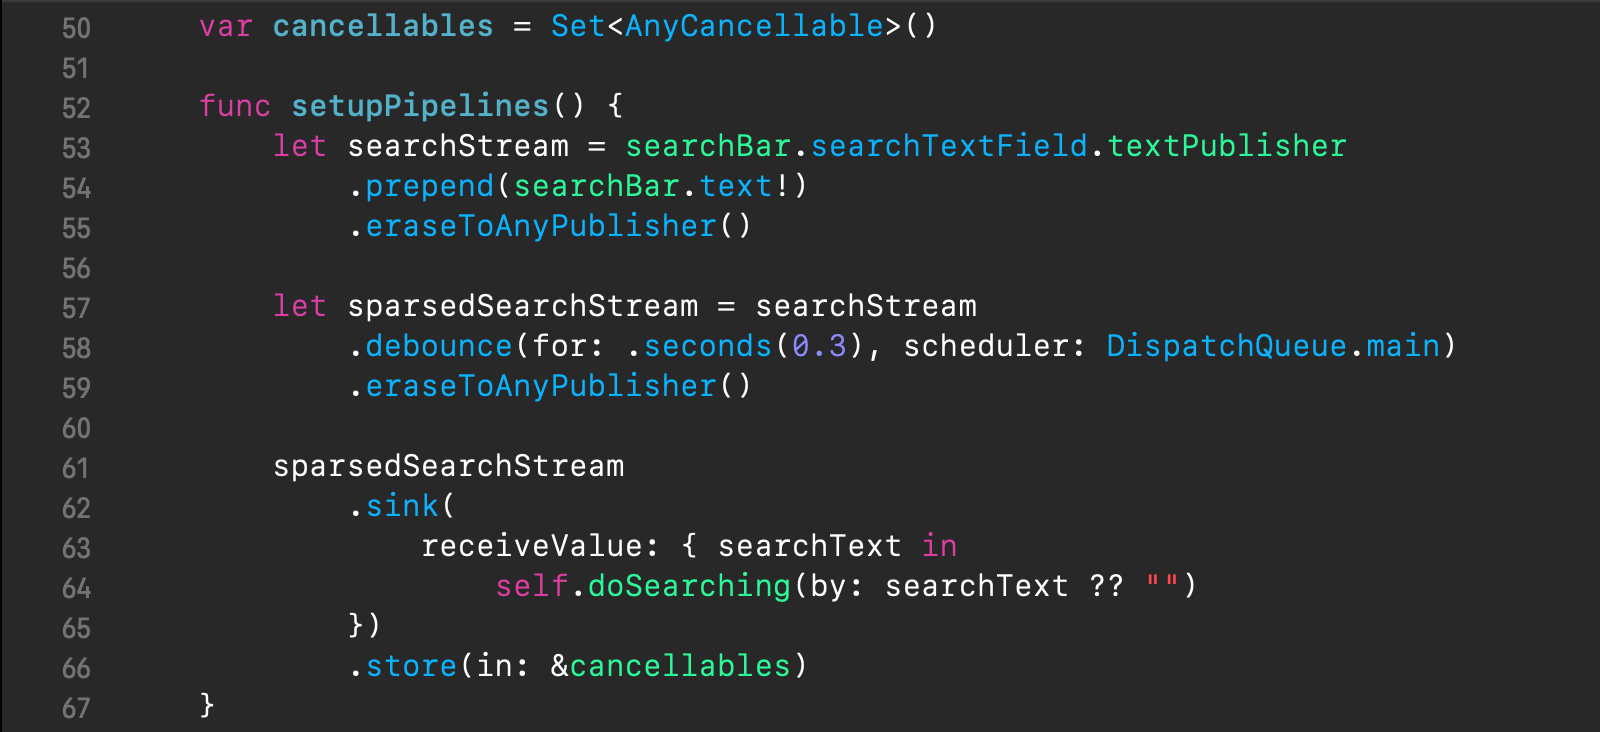 50 var cancellables = Set<AnyCancellable>()
51
52 func setupPipelines() {
53 let searchStream = searchBar.searchTextField.textPublisher
54 .prepend(searchBar.text!)
55 .eraseToAnyPublisher()
56
57 let sparsedSearchStream = searchStream
58 .debounce(for: .seconds(0.3), scheduler: DispatchQueue.main)
59 .eraseToAnyPublisher()
60
61 sparsedSearchStream
62 .sink(
63 receiveValue: { searchText in
64 self.doSearching(by: searchText ?? "")
65 })
66 .store(in: &cancellables)
67 }